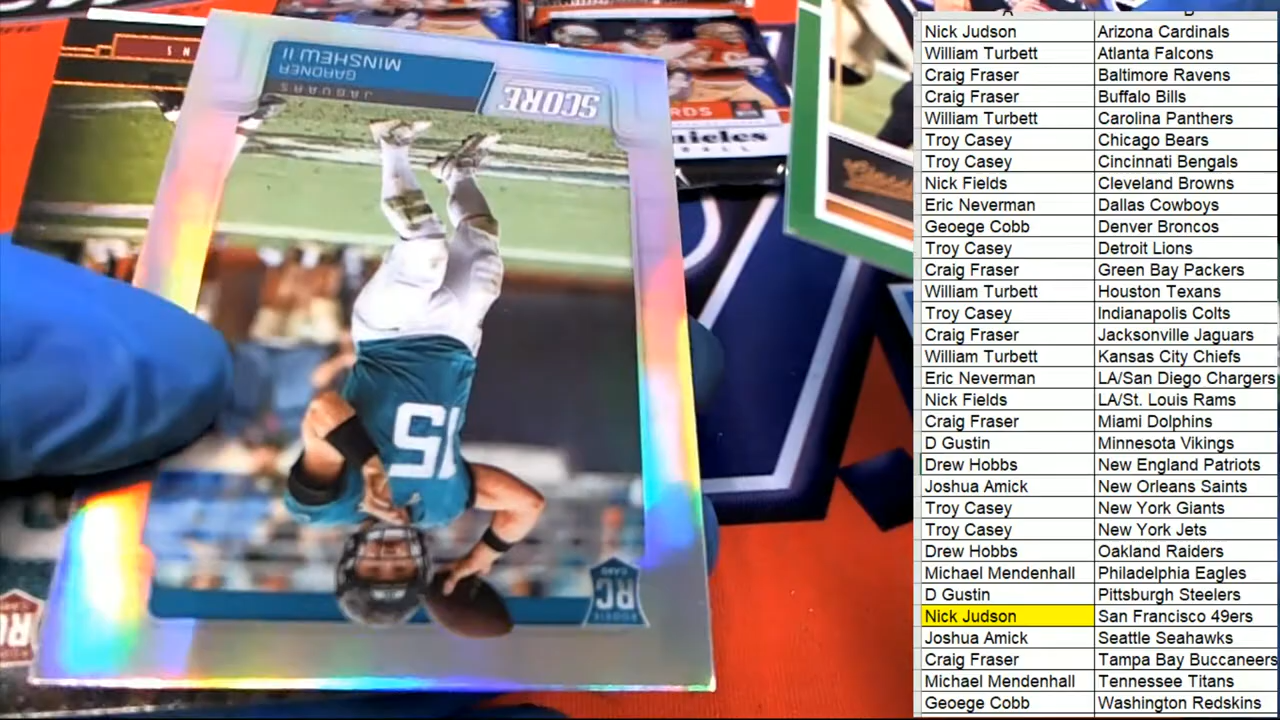 SCORE
JAGUARS
GARDNER
MINSHEW II
15
ROOKIE
RC
CARD
RC
RDS
nicles
BALL
Nick Judson Arizona Cardinals
William Turbett Atlanta Falcons
Craig Fraser Baltimore Ravens
Craig Fraser Buffalo Bills
William Turbett Carolina Panthers
Troy Casey Chicago Bears
Troy Casey Cincinnati Bengals
Nick Fields Cleveland Browns
Eric Neverman Dallas Cowboys
Geoege Cobb Denver Broncos
Troy Casey Detroit Lions
Craig Fraser Green Bay Packers
William Turbett Houston Texans
Troy Casey Indianapolis Colts
Craig Fraser Jacksonville Jaguars
William Turbett Kansas City Chiefs
Eric Neverman LA/San Diego Chargers
Nick Fields LA/St. Louis Rams
Craig Fraser Miami Dolphins
D Gustin Minnesota Vikings
Drew Hobbs New England Patriots
Joshua Amick New Orleans Saints
Troy Casey New York Giants
Troy Casey New York Jets
Drew Hobbs Oakland Raiders
Michael Mendenhall Philadelphia Eagles
D Gustin Pittsburgh Steelers
Nick Judson San Francisco 49ers
Joshua Amick Seattle Seahawks
Craig Fraser Tampa Bay Buccaneers
Michael Mendenhall Tennessee Titans
Geoege Cobb Washington Redskins